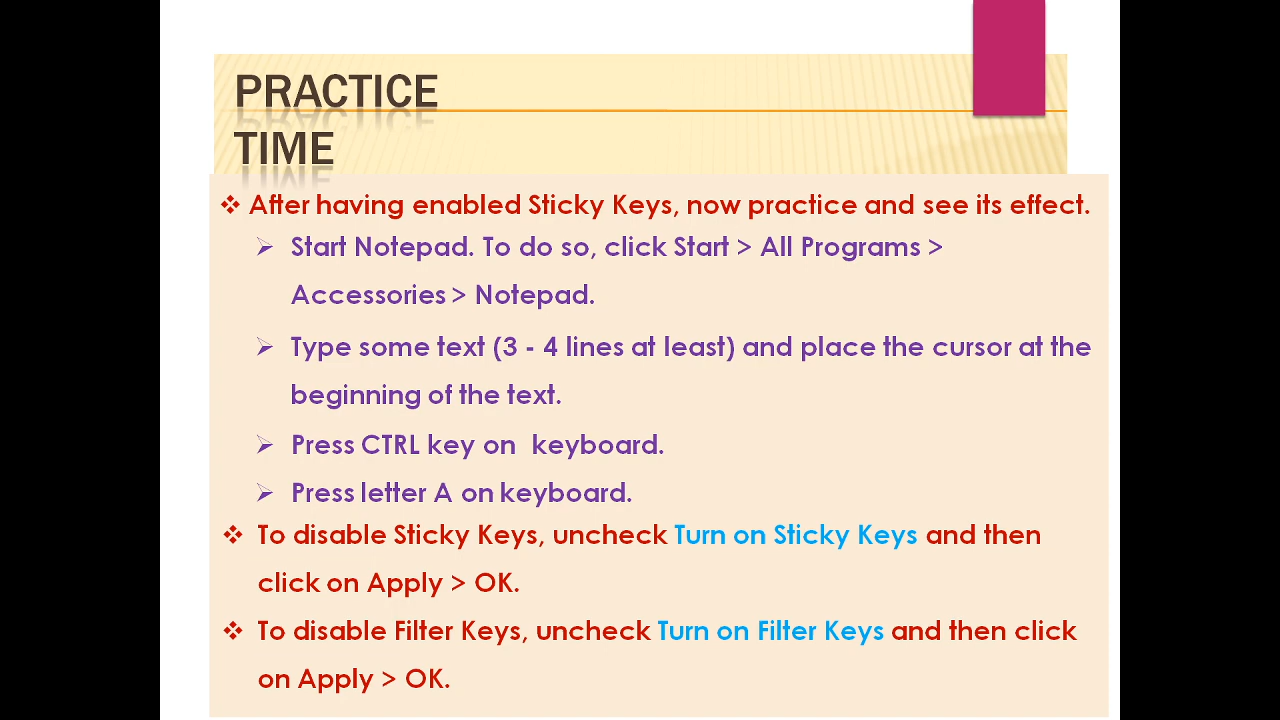 PRACTICE
TIME
❖ After having enabled Sticky Keys, now practice and see its effect.
➢ Start Notepad. To do so, click Start > All Programs >
Accessories > Notepad.
➢ Type some text (3 - 4 lines at least) and place the cursor at the
beginning of the text.
➢ Press CTRL key on  keyboard.
➢ Press letter A on keyboard.
❖ To disable Sticky Keys, uncheck Turn on Sticky Keys and then
click on Apply > OK.
❖ To disable Filter Keys, uncheck Turn on Filter Keys and then click
on Apply > OK.